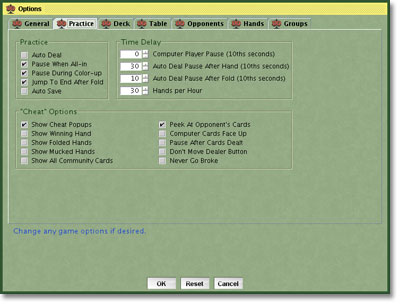 Options
General Practice Deck Table Opponents Hands Groups
Practice
Auto Deal
Pause When All-in
Pause During Color-up
Jump To End After Fold
Auto Save
Time Delay
0 Computer Player Pause (10ths seconds)
30 Auto Deal Pause After Hand (10ths seconds)
10 Auto Deal Pause After Fold (10ths seconds)
30 Hands per Hour
"Cheat" Options
Show Cheat Popups
Show Winning Hand
Show Folded Hands
Show Mucked Hands
Show All Community Cards
Peek At Opponent's Cards
Computer Cards Face Up
Pause After Cards Dealt
Don't Move Dealer Button
Never Go Broke
Change any game options if desired.
OK Reset Cancel